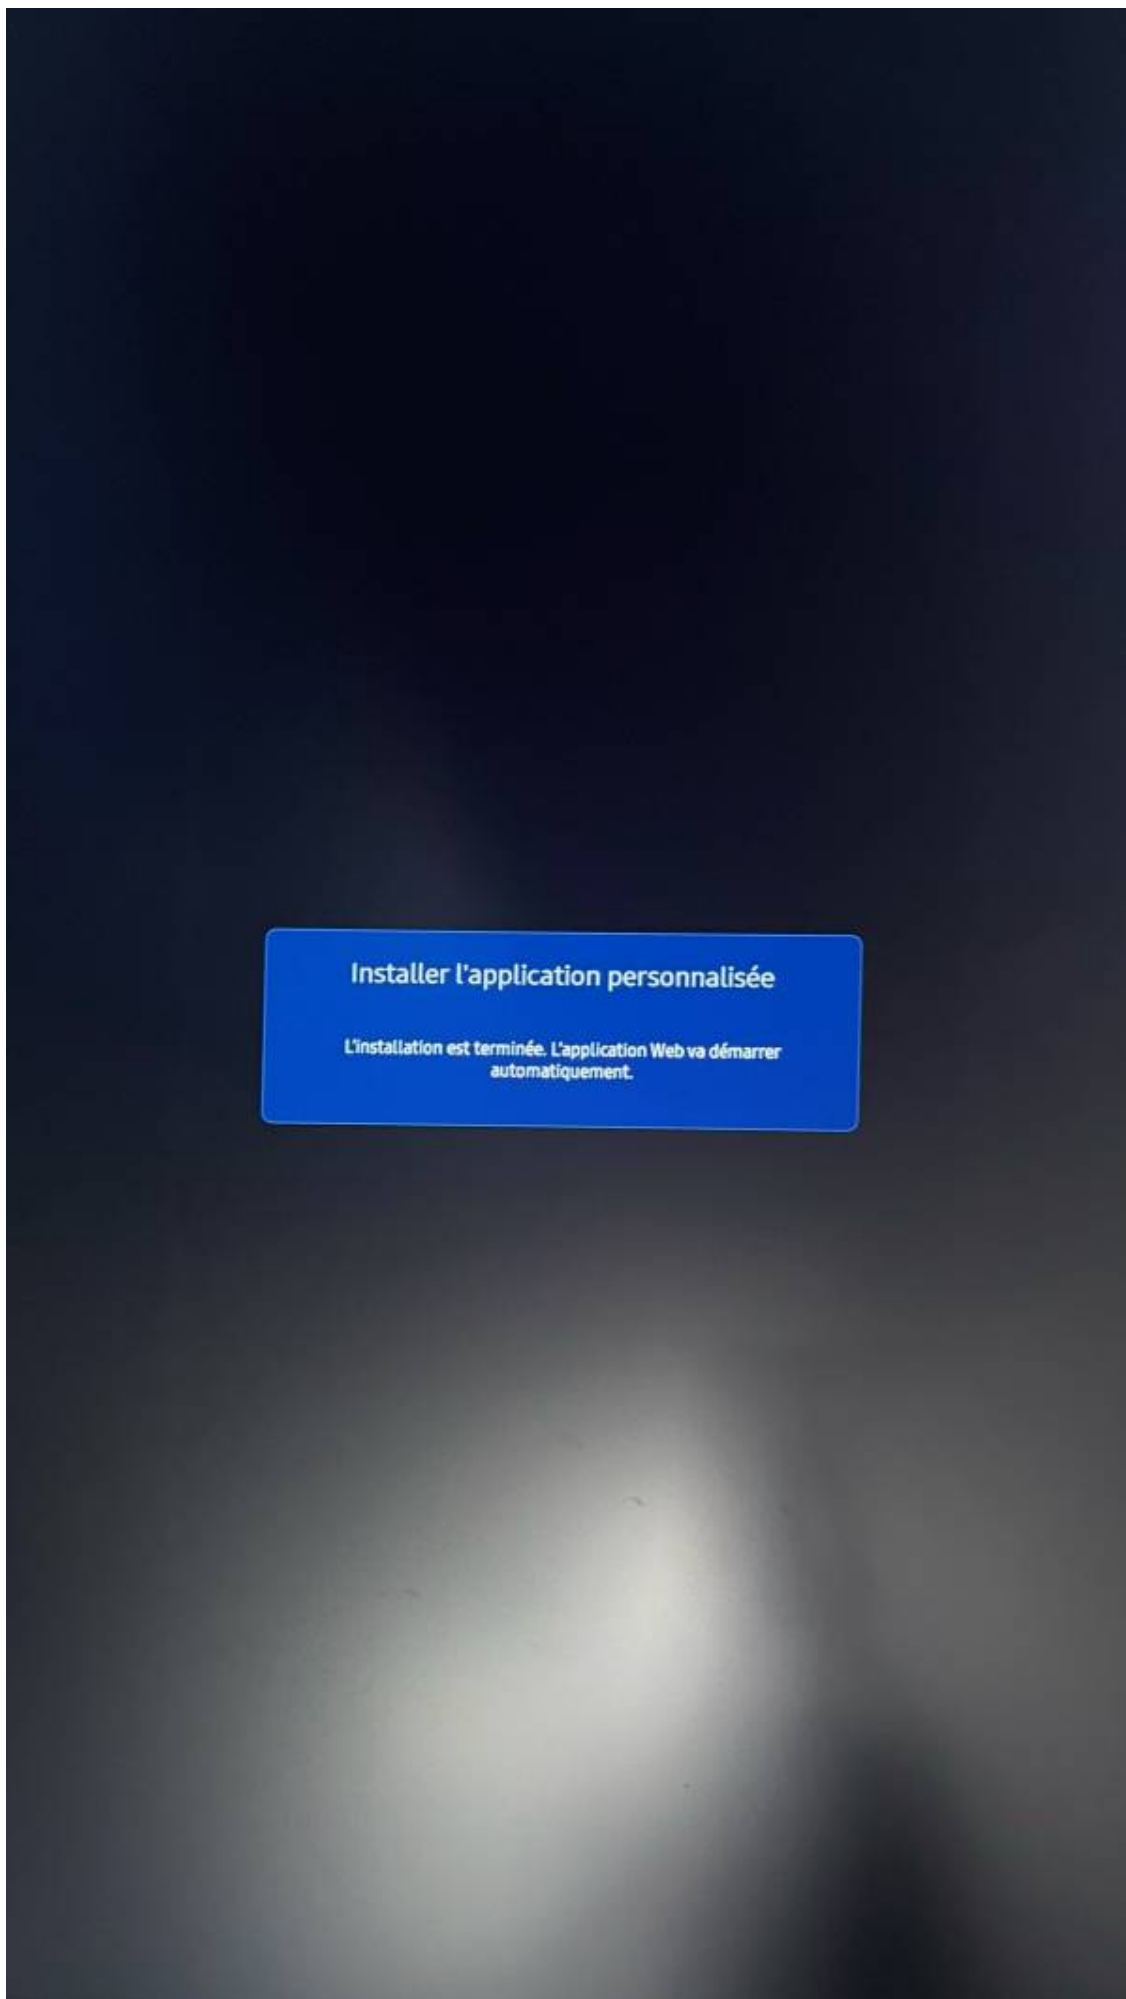 Installer l'application personnalisée
L'installation est terminée. L'application Web va démarrer
automatiquement.